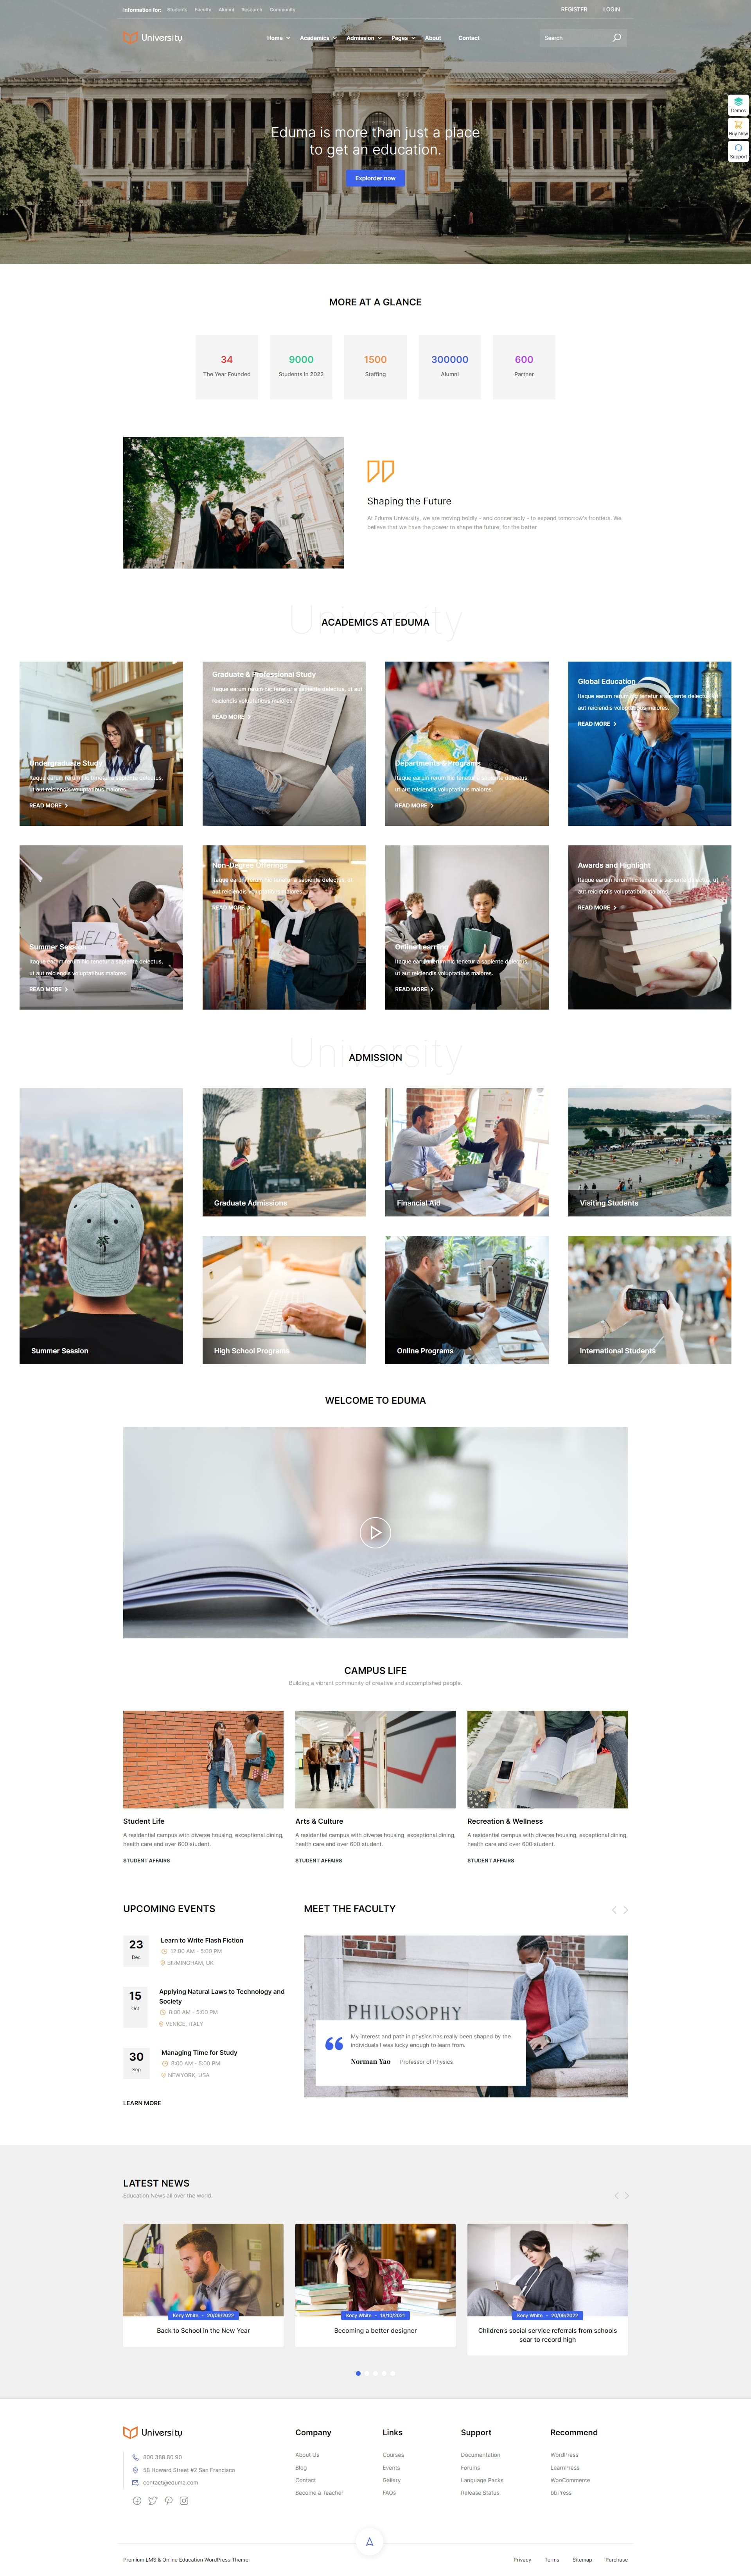 Information for: Students Faculty Alumni Research Community
REGISTER LOGIN
University
Home Academics Admission Pages About Contact
Search
Demos
Buy Now
Support
Eduma is more than just a place
to get an education.
Explorder now
MORE AT A GLANCE
34
The Year Founded
9000
Students In 2022
1500
Staffing
300000
Alumni
600
Partner
Shaping the Future
At Eduma University, we are moving boldly - and concertedly - to expand tomorrow's frontiers. We
believe that we have the power to shape the future, for the better
University
ACADEMICS AT EDUMA
Undergraduate Study
Itaque earum rerum hic tenetur a sapiente delectus,
ut aut reiciendis voluptatibus maiores.
READ MORE
Graduate & Professional Study
Itaque earum rerum hic tenetur a sapiente delectus, ut aut
reiciendis voluptatibus maiores.
READ MORE
Departments & Programs
Itaque earum rerum hic tenetur a sapiente delectus,
ut aut reiciendis voluptatibus maiores.
READ MORE
Global Education
Itaque earum rerum hic tenetur a sapiente delectus, ut
aut reiciendis voluptatibus maiores.
READ MORE
Summer Session
Itaque earum rerum hic tenetur a sapiente delectus,
ut aut reiciendis voluptatibus maiores.
READ MORE
HELP
Non-Degree Offerings
Itaque earum rerum hic tenetur a sapiente delectus, ut
aut reiciendis voluptatibus maiores.
READ MORE
Online Learning
Itaque earum rerum hic tenetur a sapiente delectus,
ut aut reiciendis voluptatibus maiores.
READ MORE
Awards and Highlight
Itaque earum rerum hic tenetur a sapiente delectus, ut
aut reiciendis voluptatibus maiores.
READ MORE
University
ADMISSION
Summer Session
Graduate Admissions
Financial Aid
Visiting Students
High School Programs
Online Programs
International Students
WELCOME TO EDUMA
CAMPUS LIFE
Building a vibrant community of creative and accomplished people.
Student Life
A residential campus with diverse housing, exceptional dining,
health care and over 600 student.
STUDENT AFFAIRS
Arts & Culture
A residential campus with diverse housing, exceptional dining,
health care and over 600 student.
STUDENT AFFAIRS
Recreation & Wellness
A residential campus with diverse housing, exceptional dining,
health care and over 600 student.
STUDENT AFFAIRS
UPCOMING EVENTS
23
Dec
Learn to Write Flash Fiction
12:00 AM - 5:00 PM
BIRMINGHAM, UK
15
Oct
Applying Natural Laws to Technology and
Society
8:00 AM - 5:00 PM
VENICE, ITALY
30
Sep
Managing Time for Study
8:00 AM - 5:00 PM
NEWYORK, USA
LEARN MORE
MEET THE FACULTY
PHILOSOPHY
My interest and path in physics has really been shaped by the
individuals I was lucky enough to learn from.
Norman Yao Professor of Physics
LATEST NEWS
Education News all over the world.
Keny White - 20/09/2022
Back to School in the New Year
Keny White - 18/10/2021
Becoming a better designer
Keny White - 20/09/2022
Children's social service referrals from schools
soar to record high
University
800 388 80 90
58 Howard Street #2 San Francisco
contact@eduma.com
Company
About Us
Blog
Contact
Become a Teacher
Links
Courses
Events
Gallery
FAQs
Support
Documentation
Forums
Language Packs
Release Status
Recommend
WordPress
LearnPress
WooCommerce
bbPress
Premium LMS & Online Education WordPress Theme
Privacy Terms Sitemap Purchase